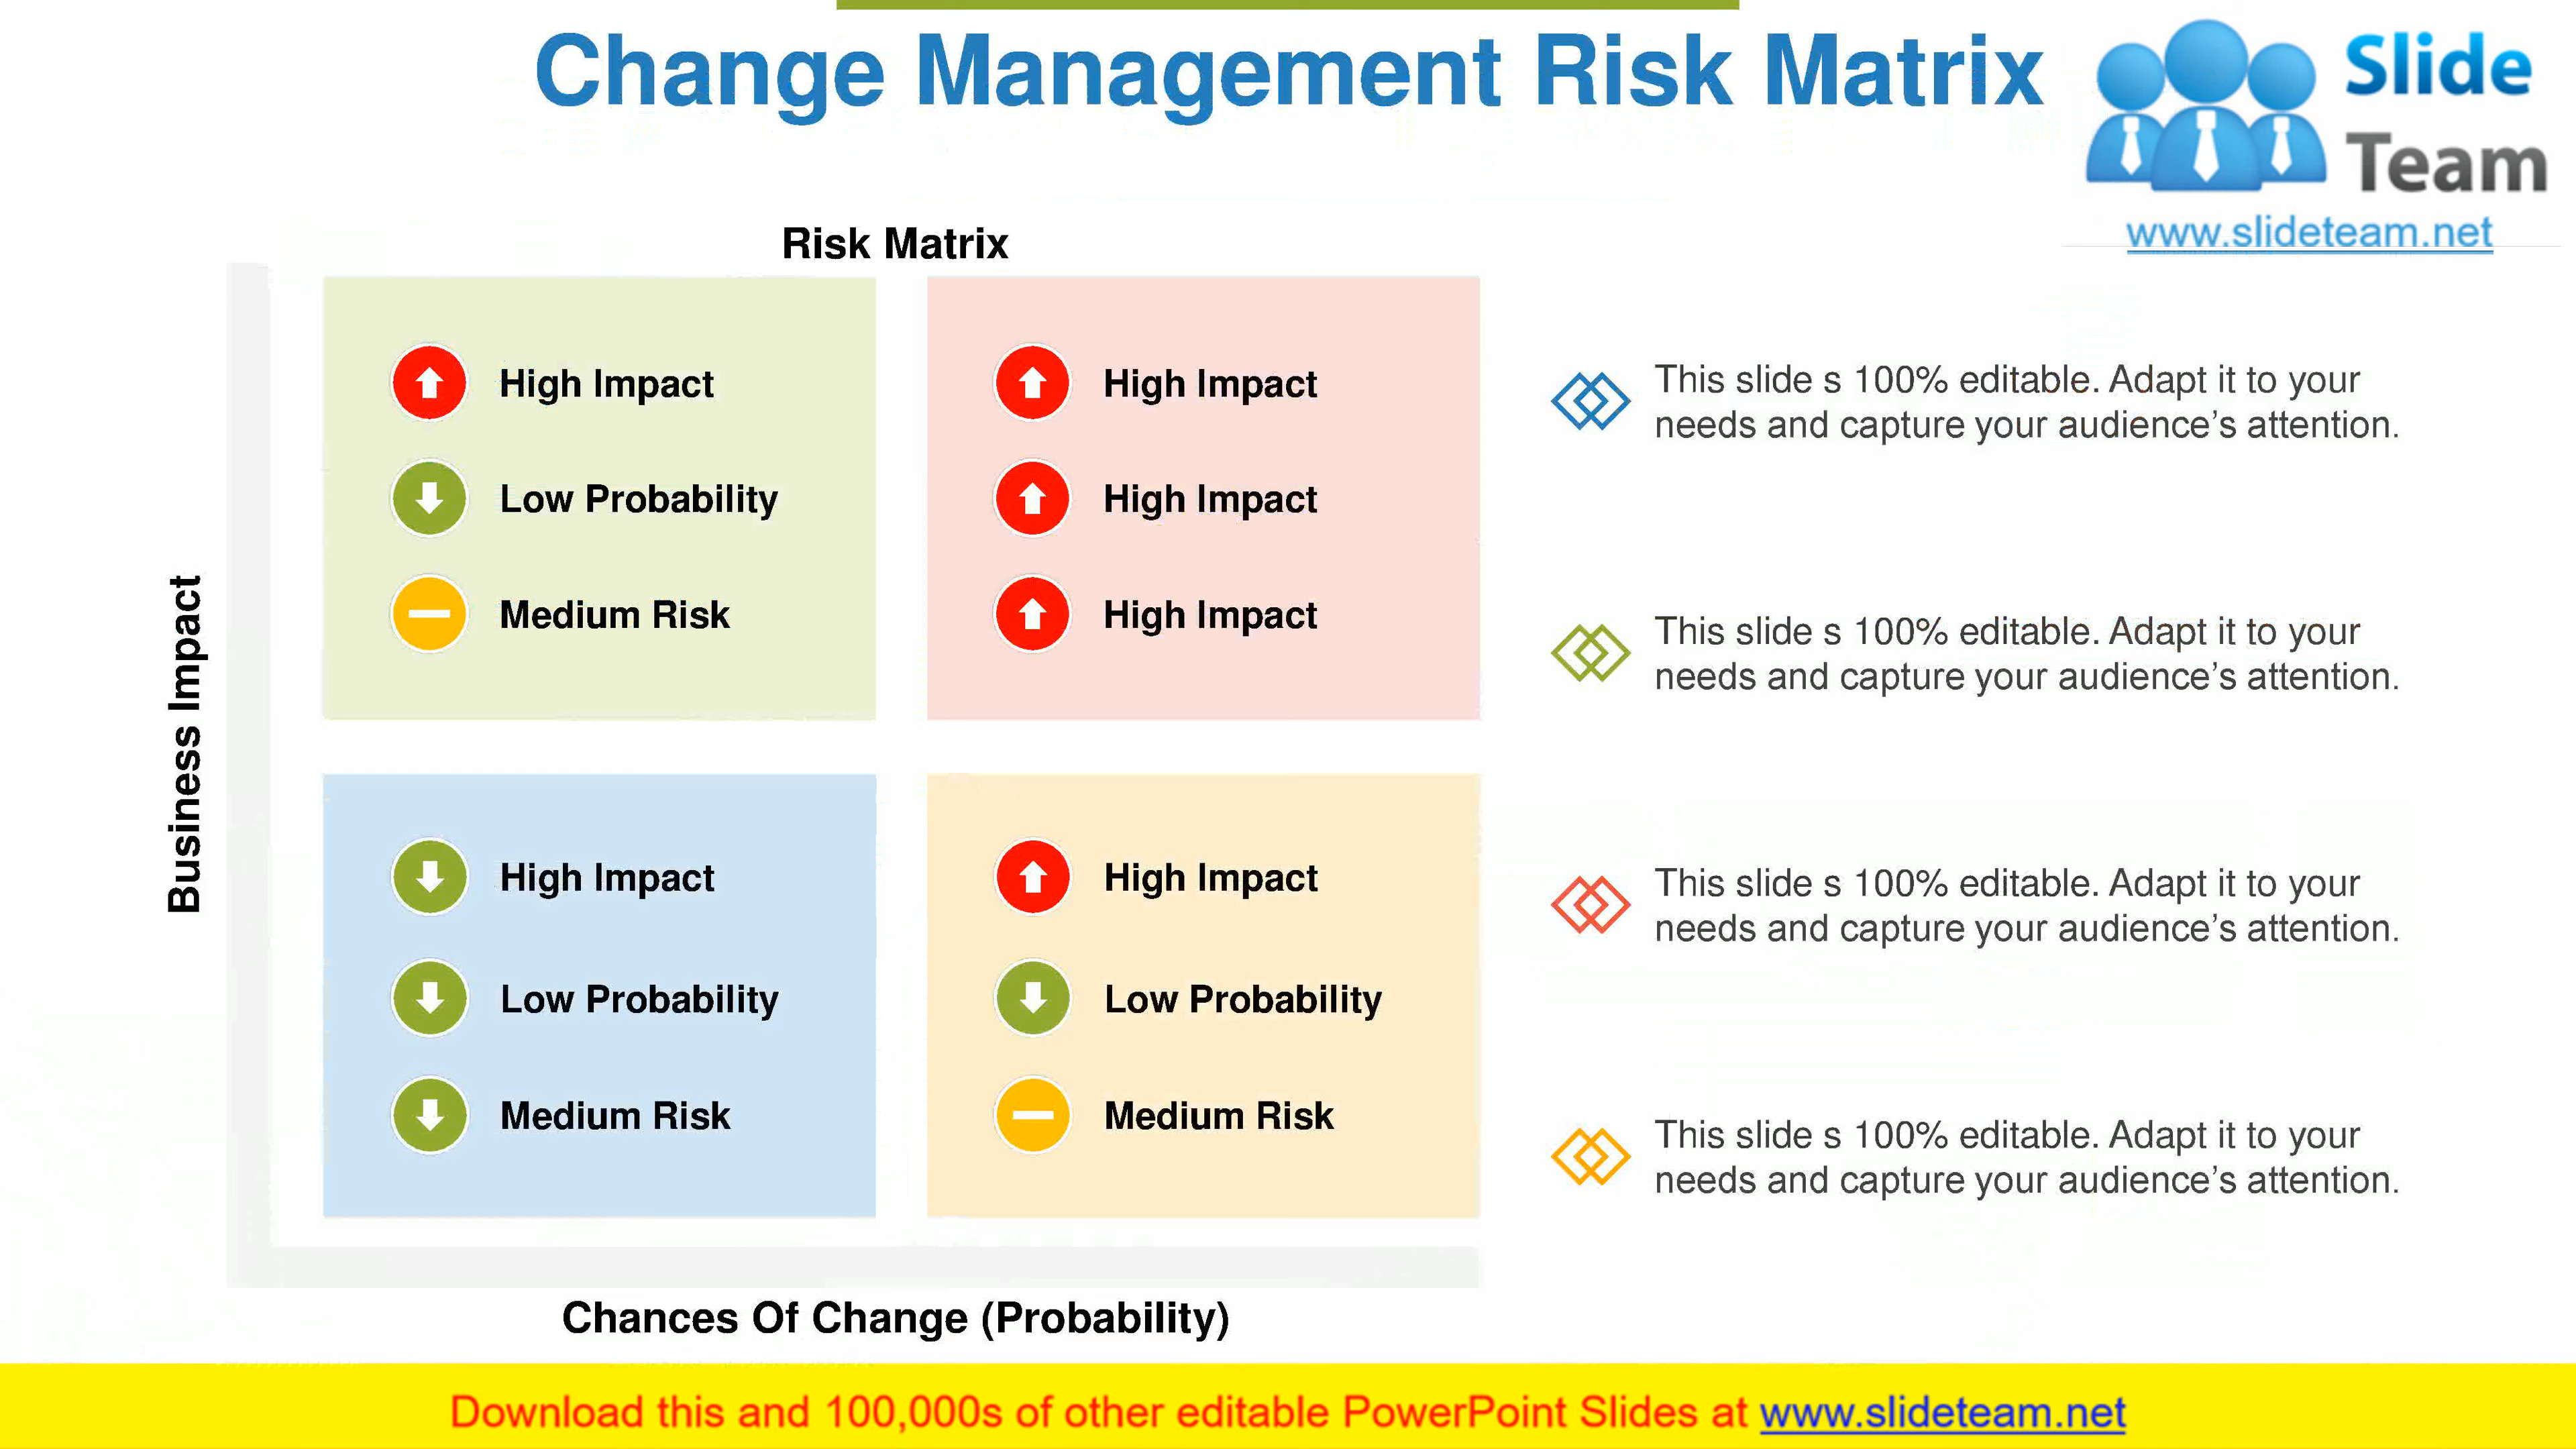 Change Management Risk Matrix
Slide
Team
www.slideteam.net
Risk Matrix
Business Impact
High Impact
Low Probability
Medium Risk
High Impact
High Impact
High Impact
High Impact
Low Probability
Medium Risk
High Impact
Low Probability
Medium Risk
Chances Of Change (Probability)
This slide s 100% editable. Adapt it to your
needs and capture your audience’s attention.
This slide s 100% editable. Adapt it to your
needs and capture your audience’s attention.
This slide s 100% editable. Adapt it to your
needs and capture your audience’s attention.
This slide s 100% editable. Adapt it to your
needs and capture your audience’s attention.
Download this and 100,000s of other editable PowerPoint Slides at www.slideteam.net